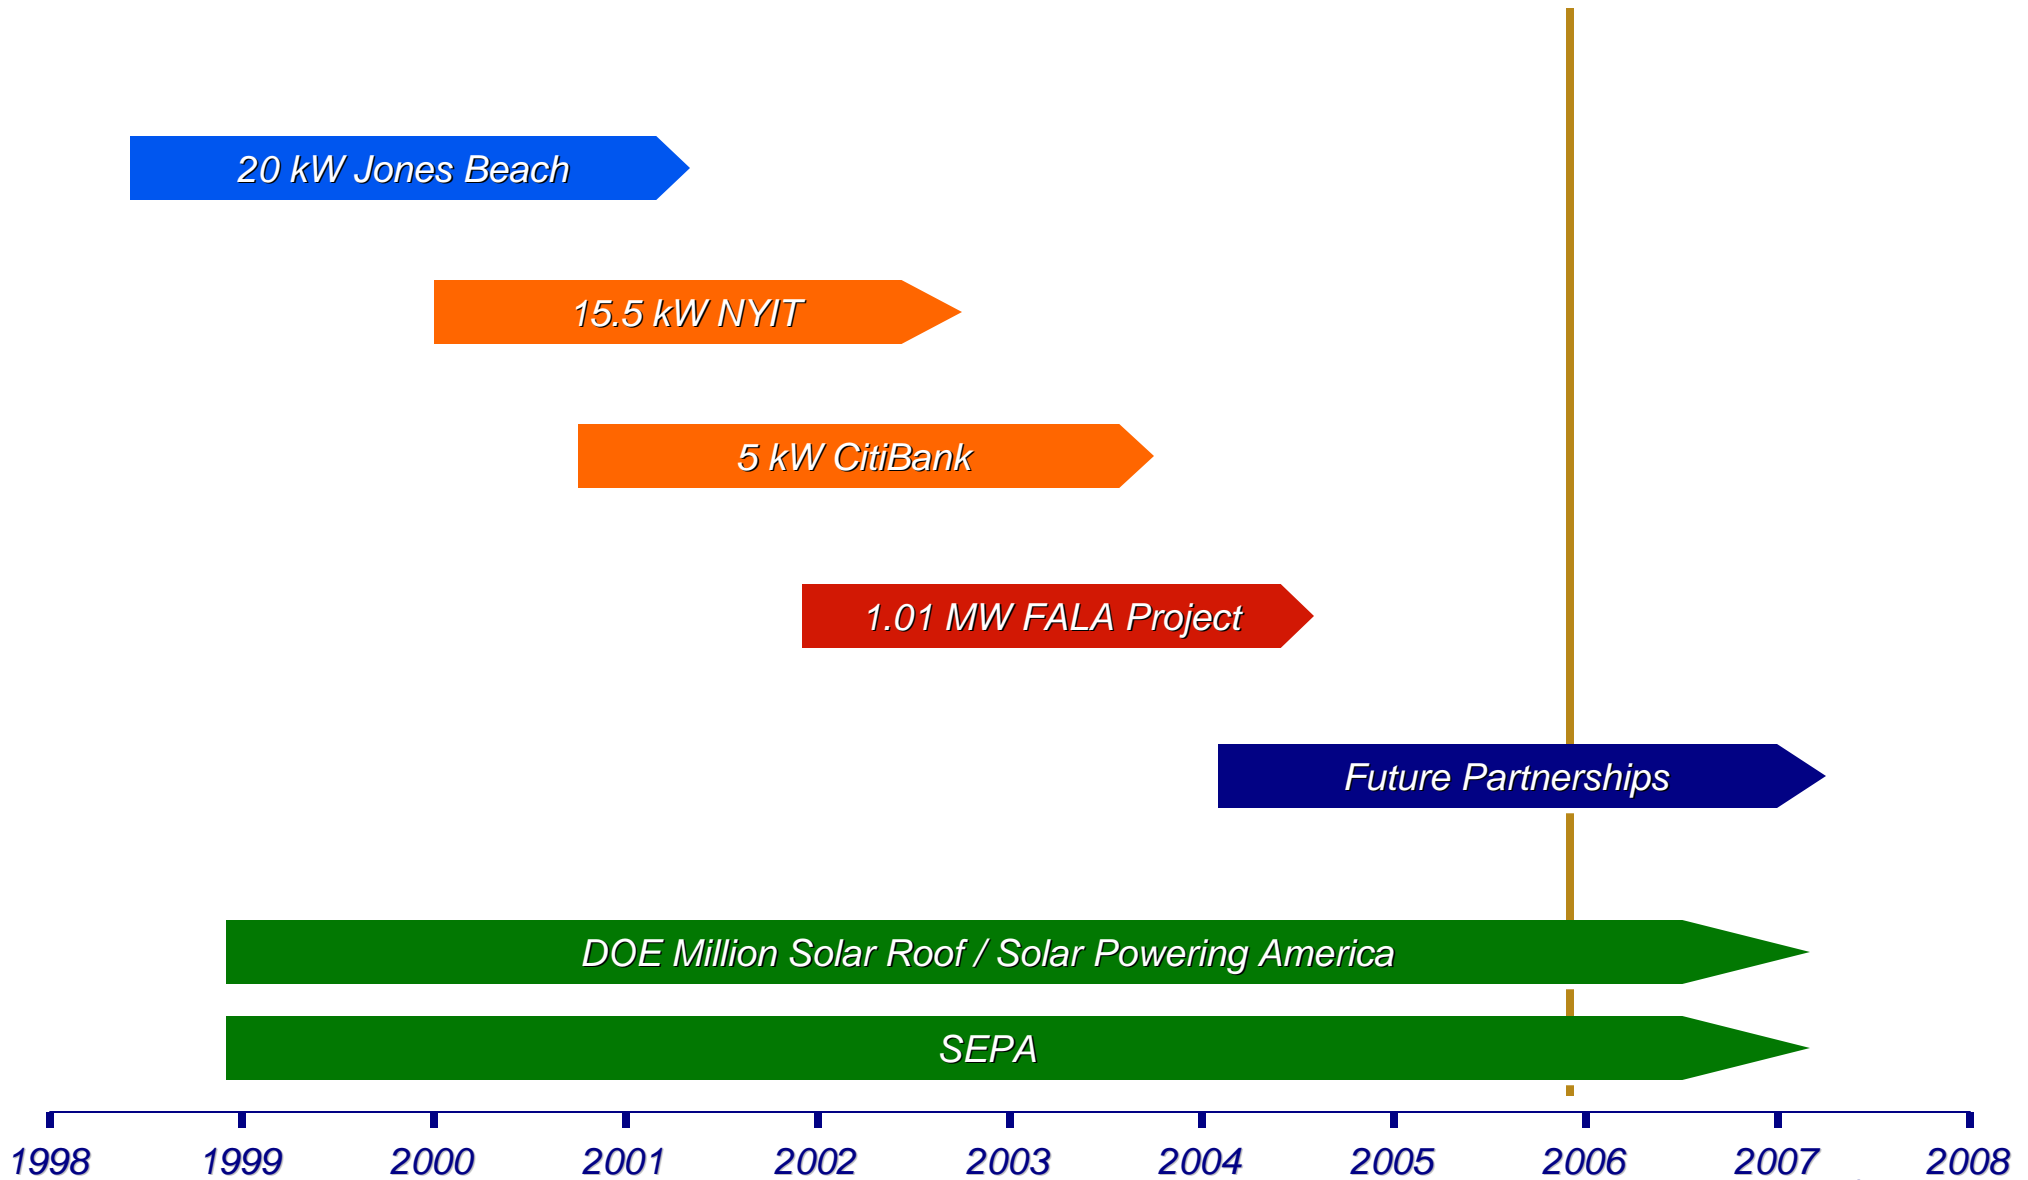 20 kW Jones Beach
15.5 kW NYIT
5 kW CitiBank
1.01 MW FALA Project
Future Partnerships
DOE Million Solar Roof / Solar Powering America
SEPA
1998 1999 2000 2001 2002 2003 2004 2005 2006 2007 2008